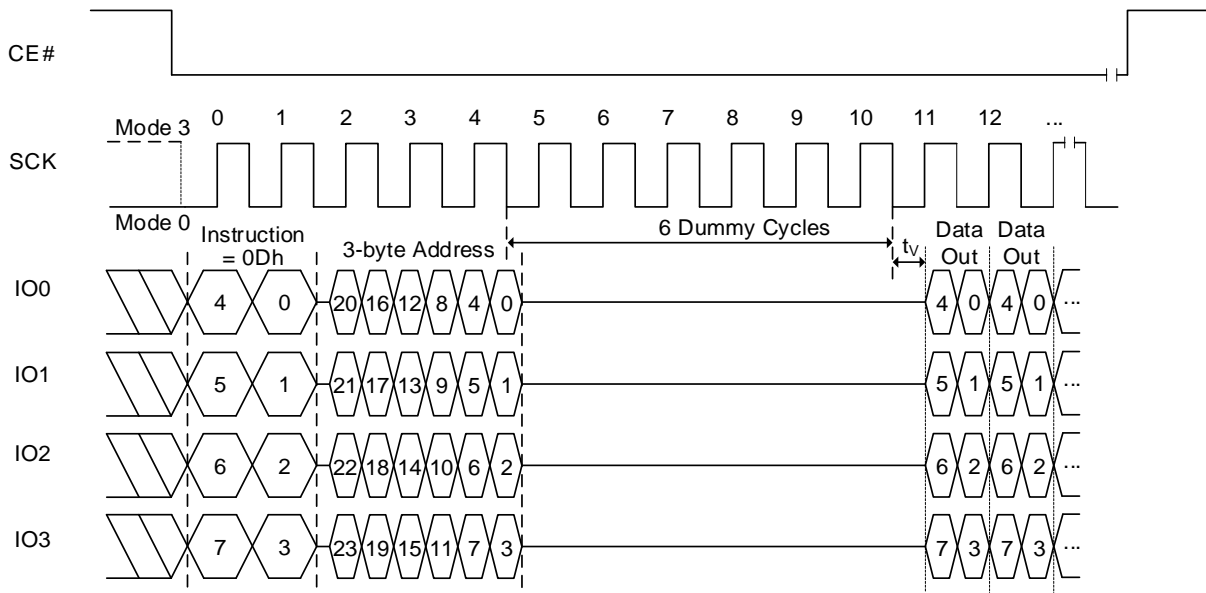 CE#
0 1 2 3 4 5 6 7 8 9 10 11 12 ...
Mode 3
SCK
Mode 0
Instruction
= 0Dh
3-byte Address
6 Dummy Cycles
tV
Data
Out
Data
Out
IO0 4 0 20 16 12 8 4 0 4 0 4 0 ...
IO1 5 1 21 17 13 9 5 1 5 1 5 1 ...
IO2 6 2 22 18 14 10 6 2 6 2 6 2 ...
IO3 7 3 23 19 15 11 7 3 7 3 7 3 ...